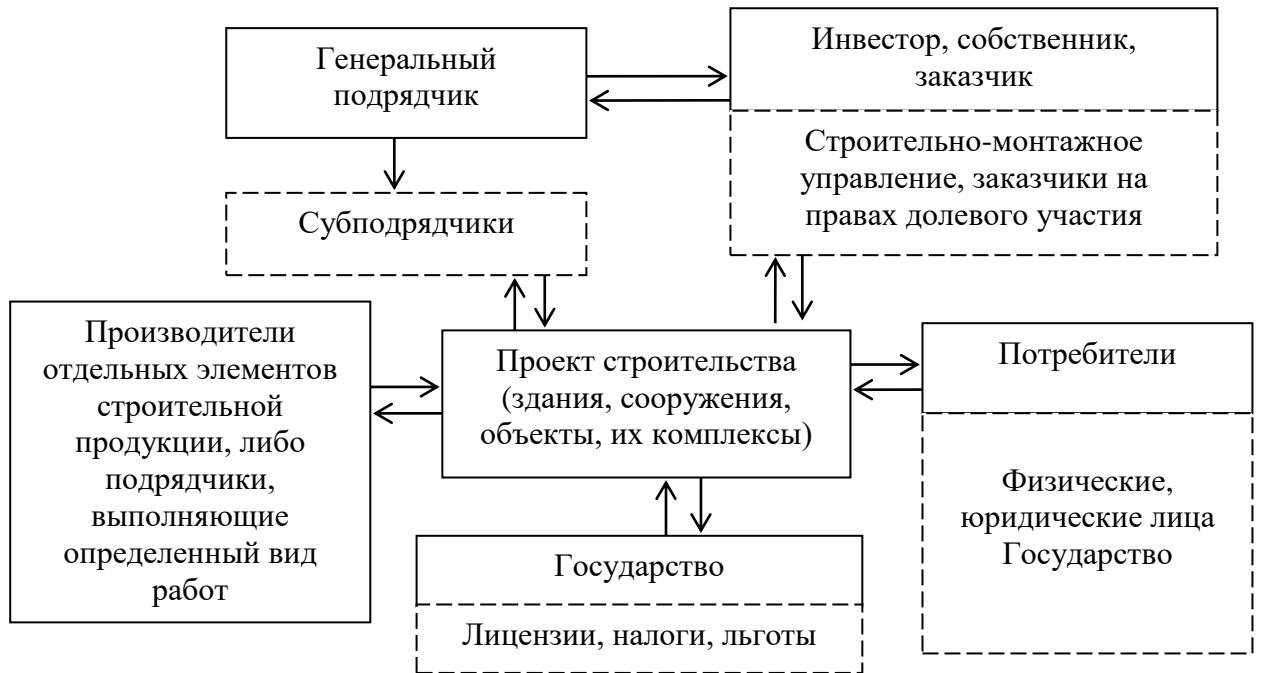 Генеральный
подрядчик
Инвестор, собственник,
заказчик
Строительно-монтажное
управление, заказчики на
правах долевого участия
Субподрядчики
Производители
отдельных элементов
строительной
продукции, либо
подрядчики,
выполняющие
определенный вид
работ
Проект строительства
(здания, сооружения,
объекты, их комплексы)
Потребители
Физические,
юридические лица
Государство
Государство
Лицензии, налоги, льготы